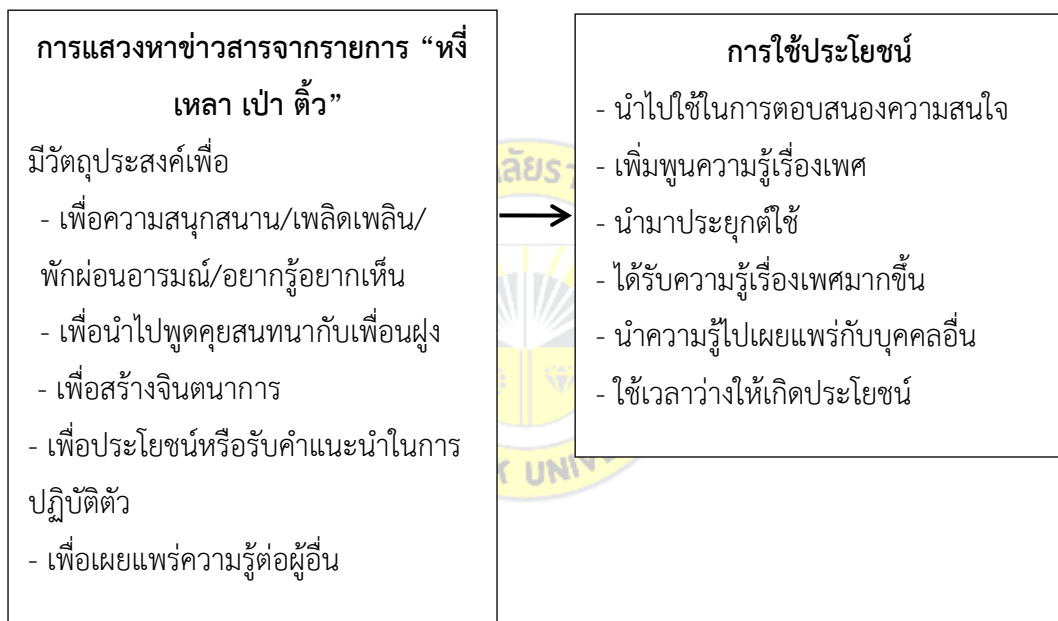 การแสวงหาข่าวสารจากรายการ “หงี่
เหลา เป่า ติ้ว”
มีวัตถุประสงค์เพื่อ
- เพื่อความสนุกสนาน/เพลิดเพลิน/
พักผ่อนอารมณ์/อยากรู้อยากเห็น
- เพื่อนำไปพูดคุยสนทนากับเพื่อนฝูง
- เพื่อสร้างจินตนาการ
- เพื่อประโยชน์หรือรับคำแนะนำในการ
ปฏิบัติตัว
- เพื่อเผยแพร่ความรู้ต่อผู้อื่น
การใช้ประโยชน์
- นำไปใช้ในการตอบสนองความสนใจ
- เพิ่มพูนความรู้เรื่องเพศ
- นำมาประยุกต์ใช้
- ได้รับความรู้เรื่องเพศมากขึ้น
- นำความรู้ไปเผยแพร่กับบุคคลอื่น
- ใช้เวลาว่างให้เกิดประโยชน์